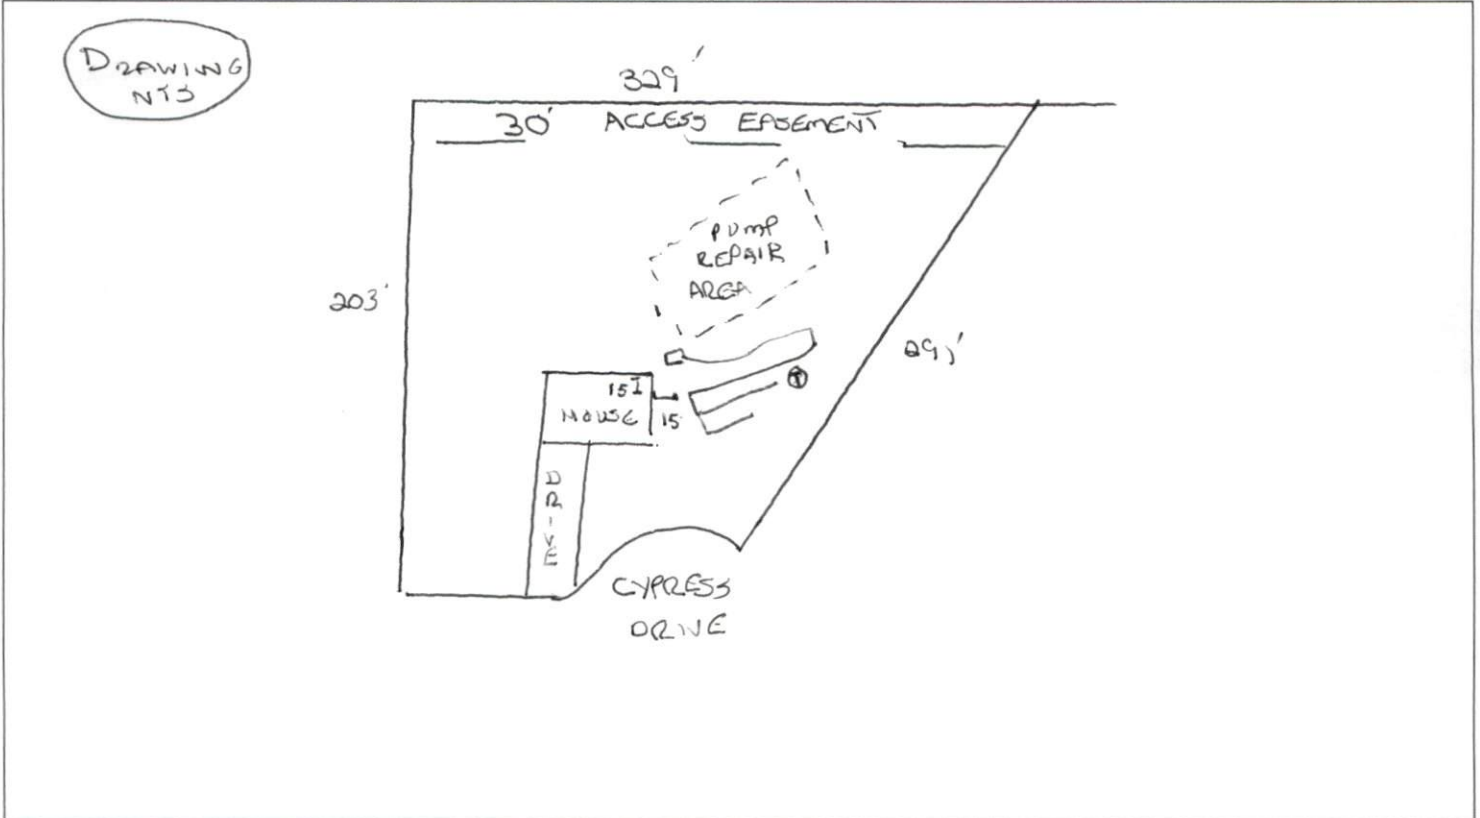 DRAWING
NTS
329'
30' ACCESS EASEMENT
PUMP
REPAIR
AREA
203'
291'
15
HOUSE 15
DRIVE
CYPRESS
DRIVE